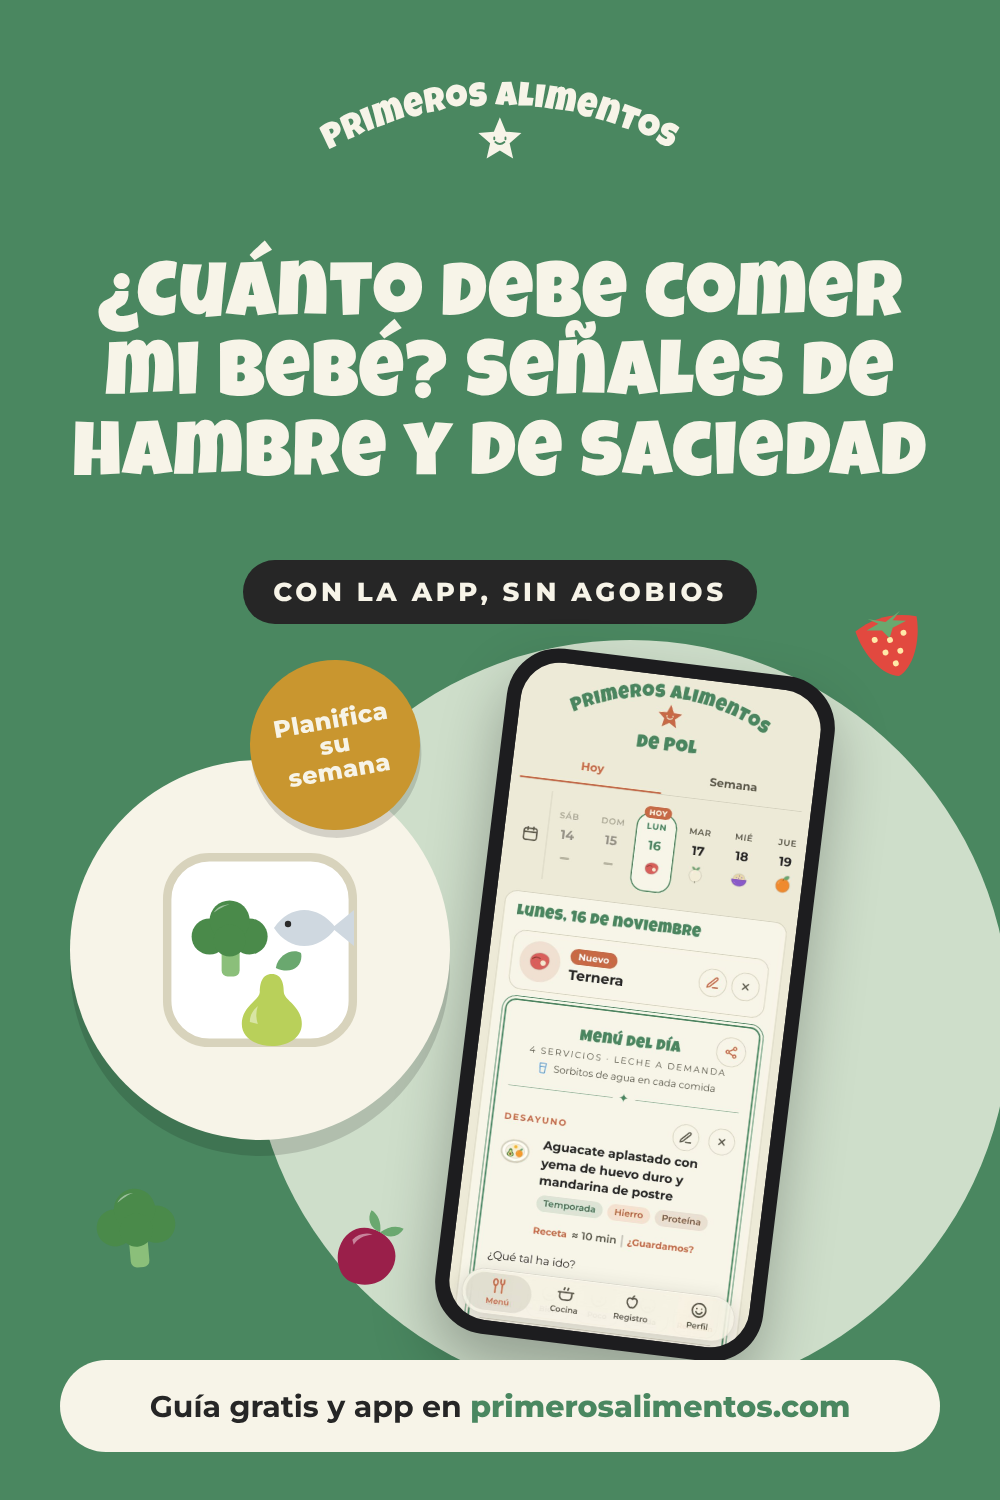 PRIMEROS ALIMENTOS
¿CUÁNTO DEBE COMER
MI BEBÉ? SEÑALES DE
HAMBRE Y DE SACIEDAD
CON LA APP, SIN AGOBIOS
Planifica
su
semana
PRIMEROS ALIMENTOS
DE POL
Hoy
Semana
HOY
SÁB
DOM
LUN
MAR
MIÉ
JUE
14
15
16
17
18
19
–
–
Lunes, 16 de noviembre
Nuevo
Ternera
Menú del día
4 SERVICIOS · LECHE A DEMANDA
Sorbitos de agua en cada comida
DESAYUNO
Aguacate aplastado con
yema de huevo duro y
mandarina de postre
Temporada
Hierro
Proteína
Receta ≈ 10 min | ¿Guardamos?
¿Qué tal ha ido?
Menú
Cocina
Registro
Perfil
Guía gratis y app en primerosalimentos.com